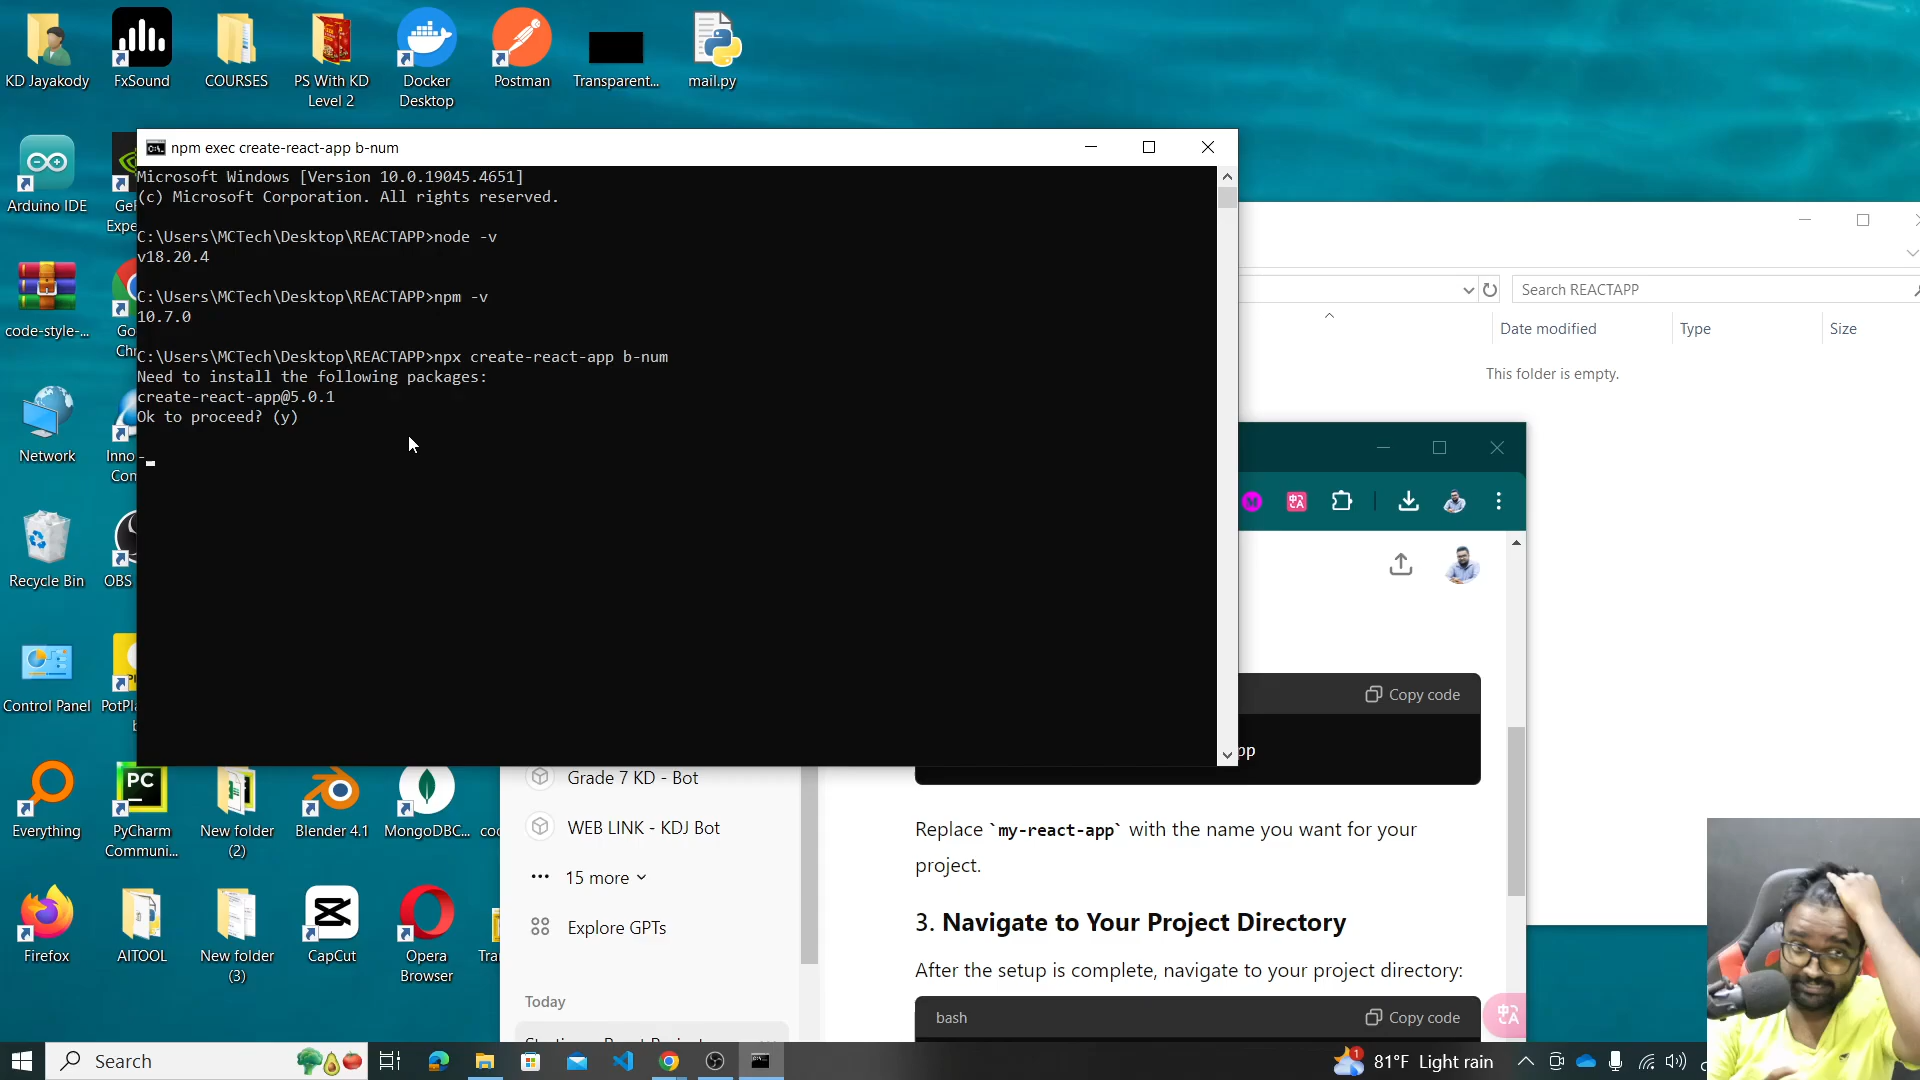 KD Jayakody
FxSound
COURSES
PS With KD
Level 2
Docker
Desktop
Postman
Transparent...
mail.py
Arduino IDE
code-style-...
Network
Recycle Bin
OBS
Control Panel
Everything
PC
PyCharm
Communi...
New folder
(2)
Blender 4.1
MongoDBC...
Firefox
AITOOL
New folder
(3)
CapCut
Opera
Browser
npm exec create-react-app b-num
Microsoft Windows [Version 10.0.19045.4651]
(c) Microsoft Corporation. All rights reserved.
C:\Users\MCTech\Desktop\REACTAPP>node -v
v18.20.4
C:\Users\MCTech\Desktop\REACTAPP>npm -v
10.7.0
C:\Users\MCTech\Desktop\REACTAPP>npx create-react-app b-num
Need to install the following packages:
create-react-app@5.0.1
Ok to proceed? (y)
Search REACTAPP
Date modified Type Size
This folder is empty.
Copy code
pp
Grade 7 KD - Bot
WEB LINK - KDJ Bot
15 more
Explore GPTs
Today
Replace `my-react-app` with the name you want for your
project.
3. Navigate to Your Project Directory
After the setup is complete, navigate to your project directory:
bash Copy code
Search
1
81°F Light rain